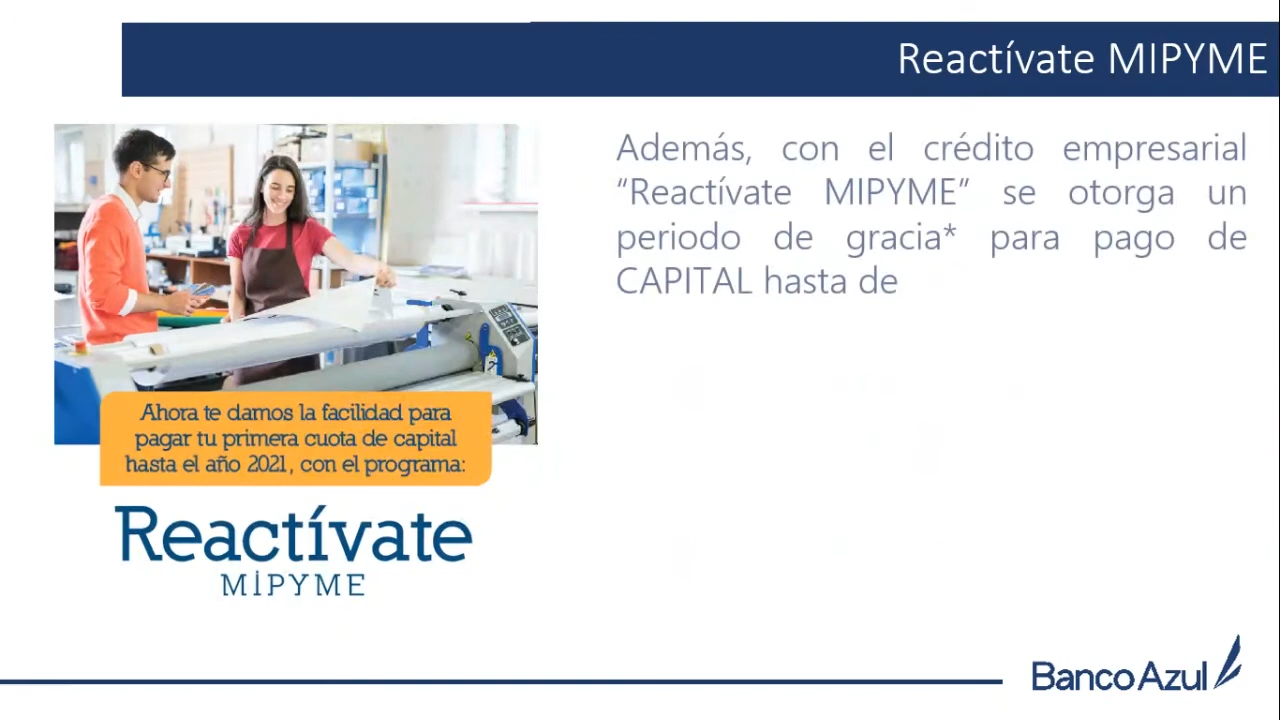 Reactívate MIPYME
Además, con el crédito empresarial
“Reactívate MIPYME” se otorga un
periodo de gracia* para pago de
CAPITAL hasta de
Ahora te damos la facilidad para
pagar tu primera cuota de capital
hasta el año 2021, con el programa:
Reactívate
MIPYME
BancoAzul